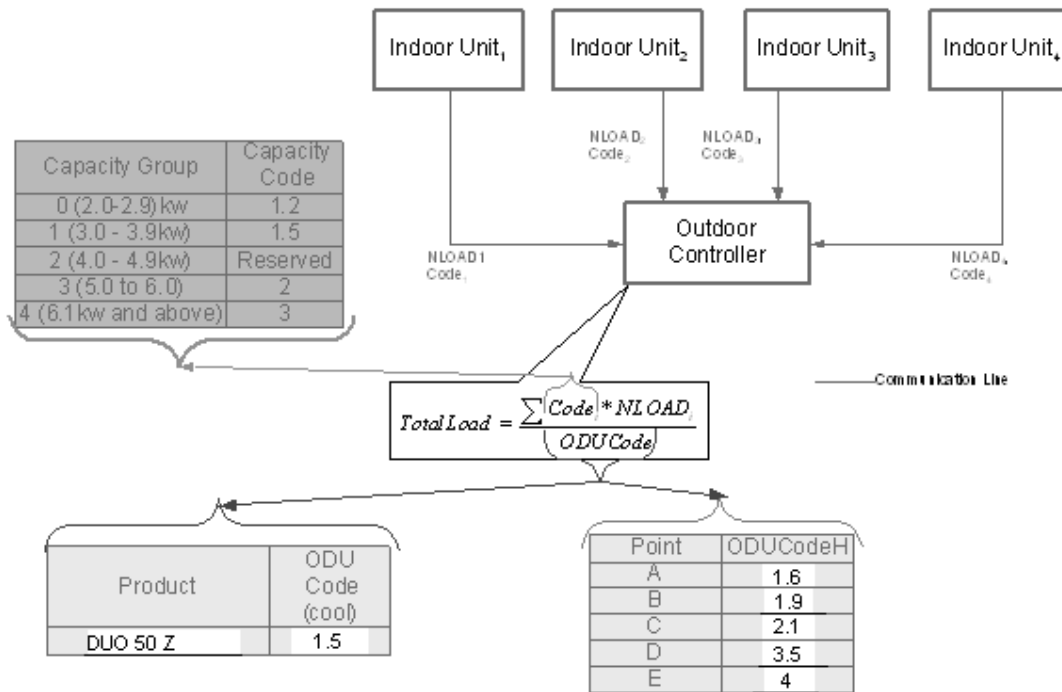 Indoor Unit₁ Indoor Unit₂ Indoor Unit₃ Indoor Unit₄
NLOAD₂
Code₂
NLOAD₃
Code₃
Capacity Group Capacity Code
0 (2.0-2.9) kw 1.2
1 (3.0 - 3.9kw) 1.5
2 (4.0 - 4.9kw) Reserved
3 (5.0 to 6.0) 2
4 (6.1kw and above) 3
Outdoor
Controller
NLOAD1
Code₁
NLOAD₄
Code₄
Communication Line
TotalLoad = ∑(Code) * NLOADᵢ / (ODUCode)
Product ODU Code (cool)
DUO 50 Z 1.5
Point ODUCodeH
A 1.6
B 1.9
C 2.1
D 3.5
E 4